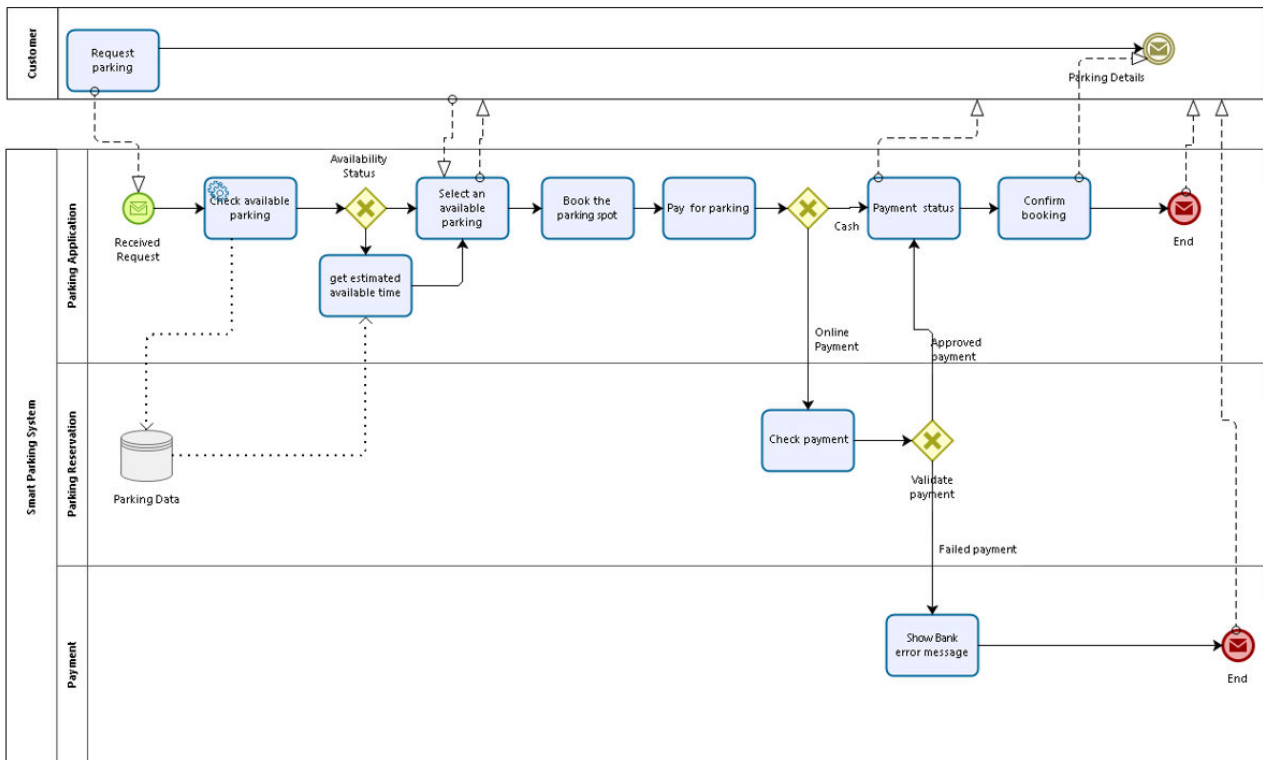 Customer
Request
parking
Parking Details
Smart Parking System
Parking Application
Received
Request
Check available
parking
Availability
Status
get estimated
available time
Select an
available
parking
Book the
parking spot
Pay for parking
Cash
Payment status
Confirm
booking
End
Online
Payment
Approved
payment
Parking Reservation
Parking Data
Check payment
Validate
payment
Failed payment
Payment
Show Bank
error message
End